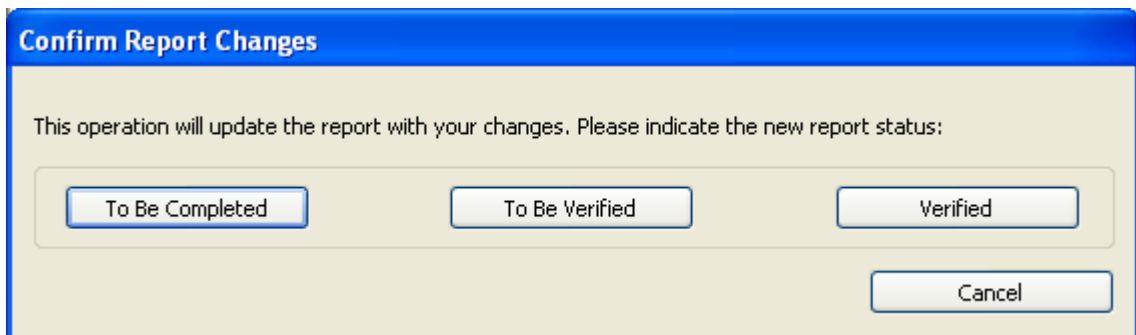 Confirm Report Changes
This operation will update the report with your changes. Please indicate the new report status:
To Be Completed To Be Verified Verified
Cancel